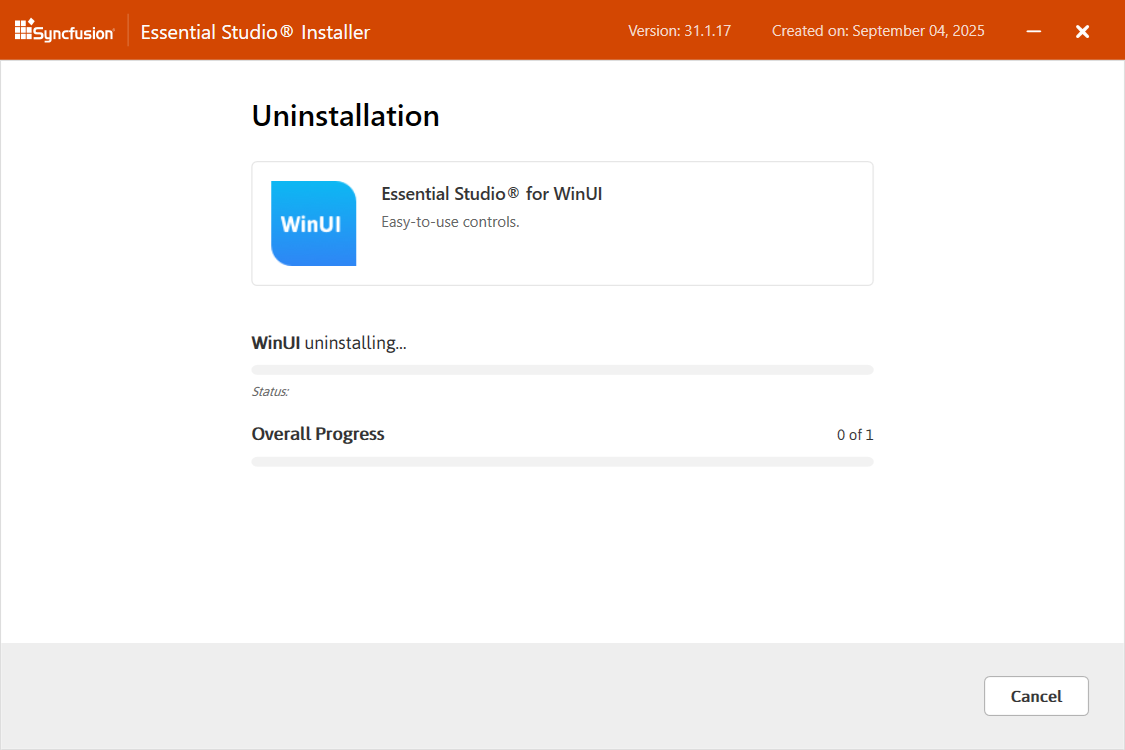 Syncfusion Essential Studio® Installer Version: 31.1.17 Created on: September 04, 2025
Uninstallation
WinUI
Essential Studio® for WinUI
Easy-to-use controls.
WinUI uninstalling...
Status:
Overall Progress 0 of 1
Cancel